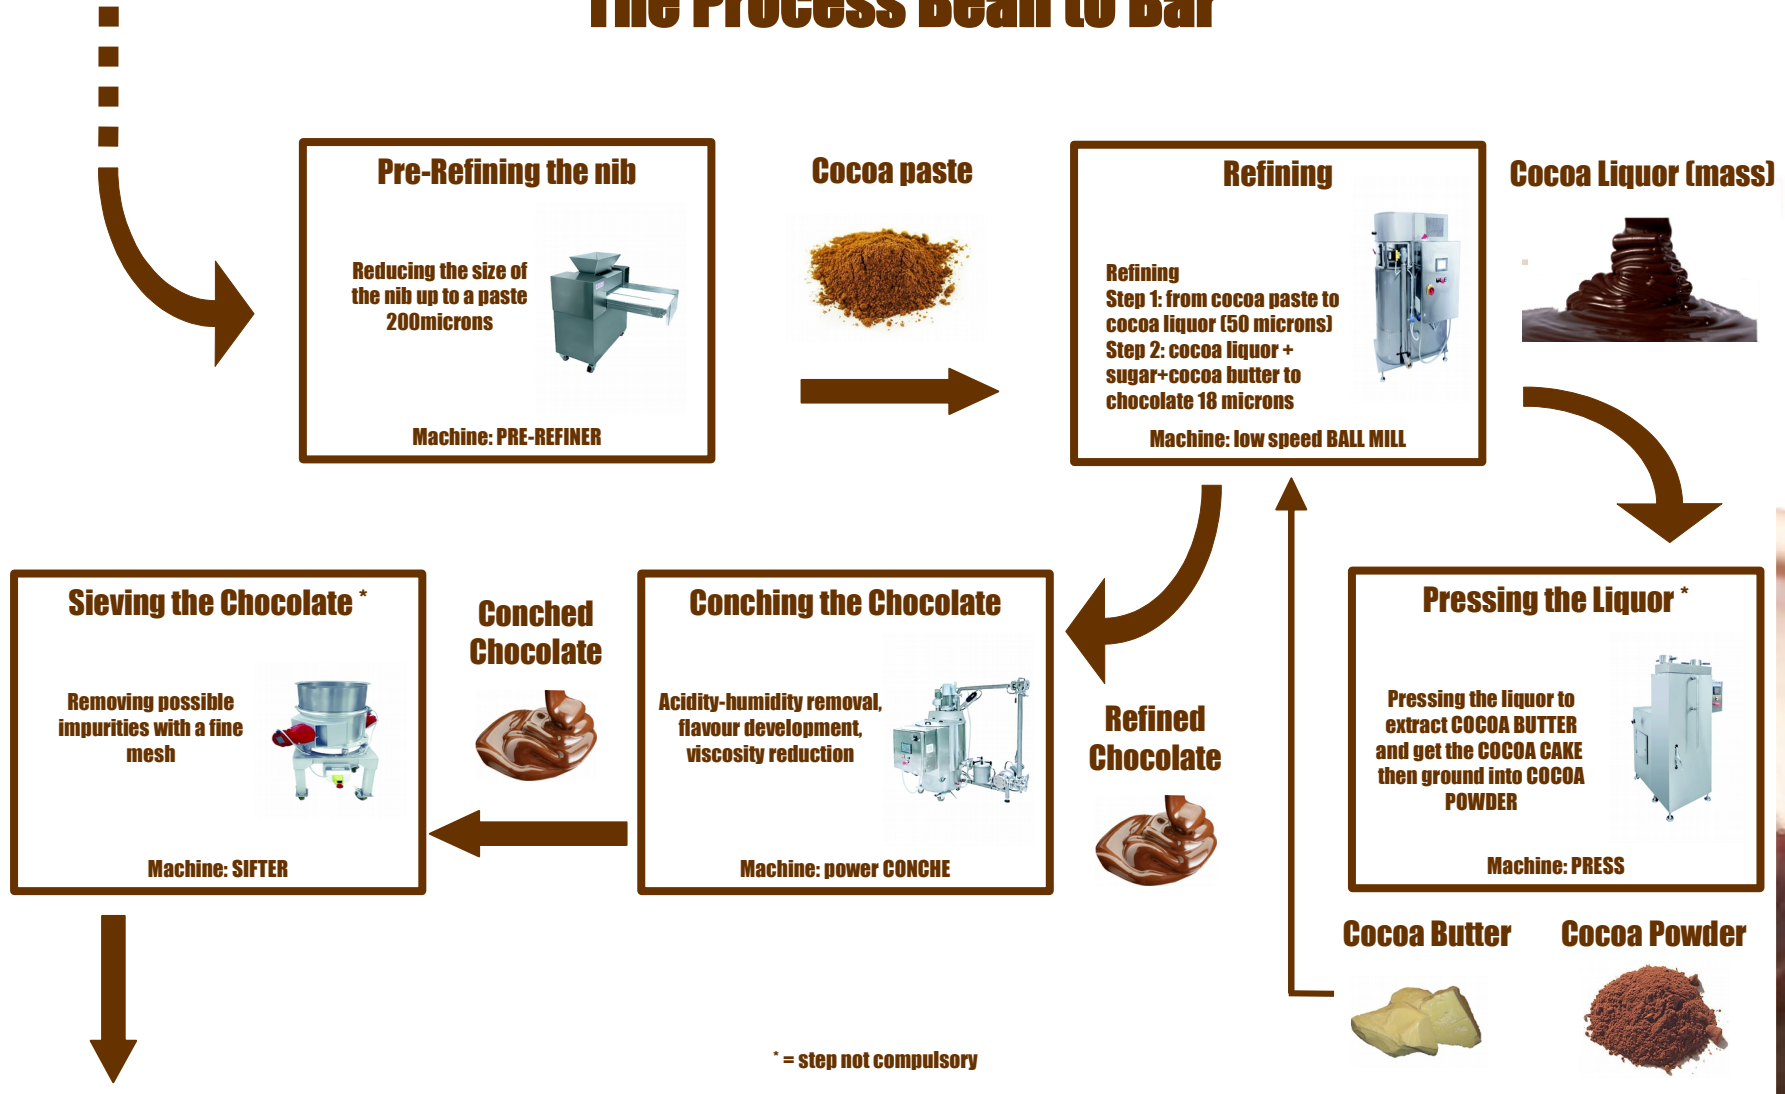 The Process Bean to Bar
Pre-Refining the nib
Reducing the size of
the nib up to a paste
200microns
Machine: PRE-REFINER
Cocoa paste
Refining
Refining
Step 1: from cocoa paste to
cocoa liquor (50 microns)
Step 2: cocoa liquor +
sugar+cocoa butter to
chocolate 18 microns
Machine: low speed BALL MILL
Cocoa Liquor (mass)
Sieving the Chocolate *
Removing possible
impurities with a fine
mesh
Machine: SIFTER
Conched
Chocolate
Conching the Chocolate
Acidity-humidity removal,
flavour development,
viscosity reduction
Machine: power CONCHE
Refined
Chocolate
Pressing the Liquor *
Pressing the liquor to
extract COCOA BUTTER
and get the COCOA CAKE
then ground into COCOA
POWDER
Machine: PRESS
Cocoa Butter
Cocoa Powder
* = step not compulsory